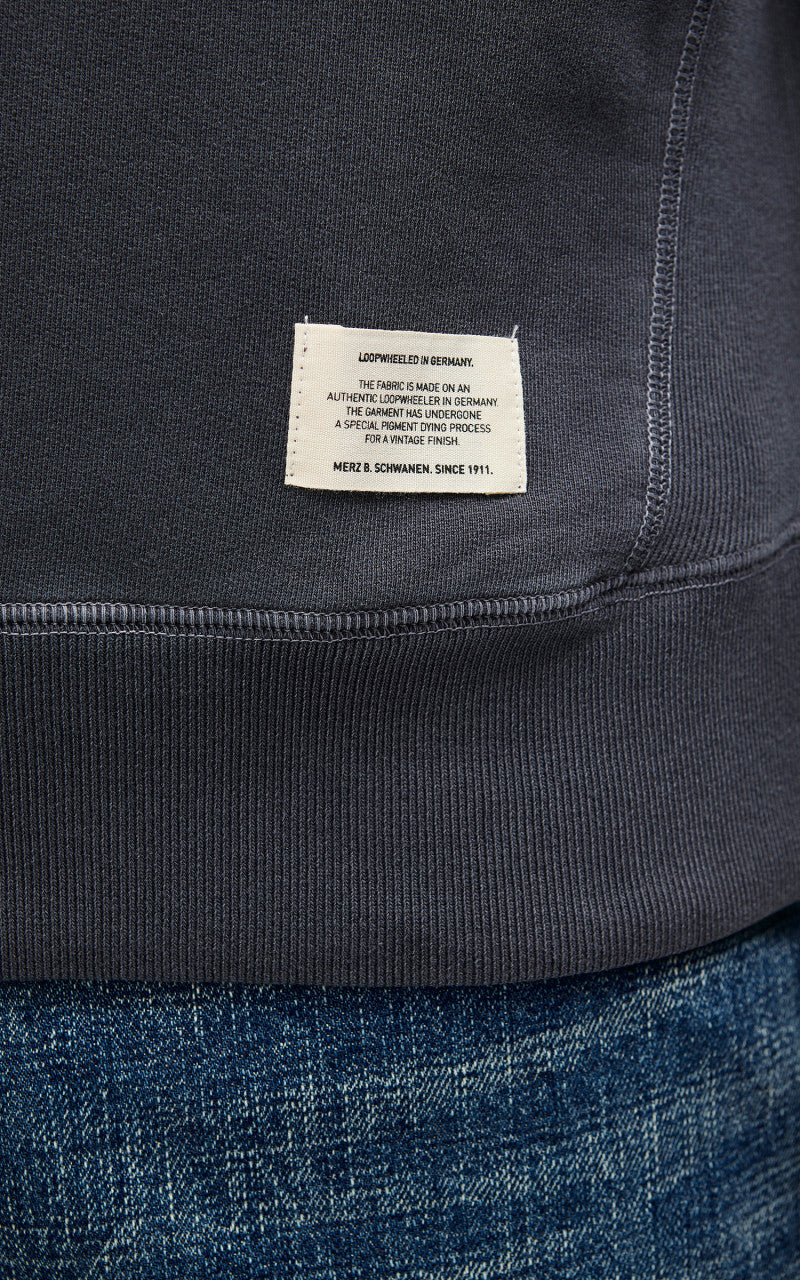 LOOPWHEELED IN GERMANY.
THE FABRIC IS MADE ON AN
AUTHENTIC LOOPWHEELER IN GERMANY.
THE GARMENT HAS UNDERGONE
A SPECIAL PIGMENT DYING PROCESS
FOR A VINTAGE FINISH.
MERZ B. SCHWANEN. SINCE 1911.